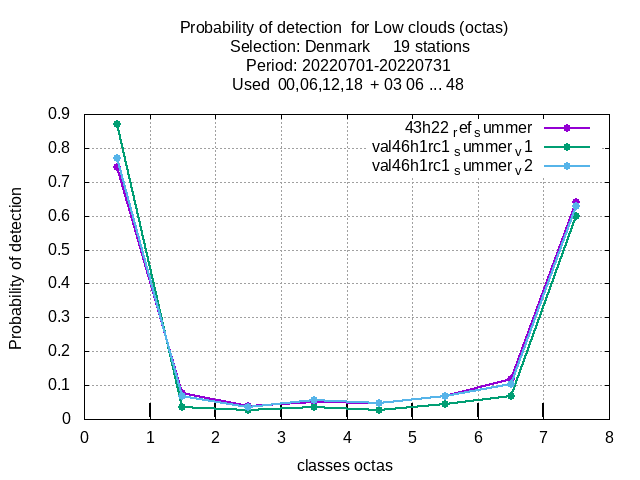 Probability of detection  for Low clouds (octas)
Selection: Denmark     19 stations
Period: 20220701-20220731
Used  00,06,12,18  + 03 06 ... 48
43h22 ref summer
val46h1rc1 summer v1
val46h1rc1 summer v2
Probability of detection
0.9
0.8
0.7
0.6
0.5
0.4
0.3
0.2
0.1
0
0 1 2 3 4 5 6 7 8
classes octas